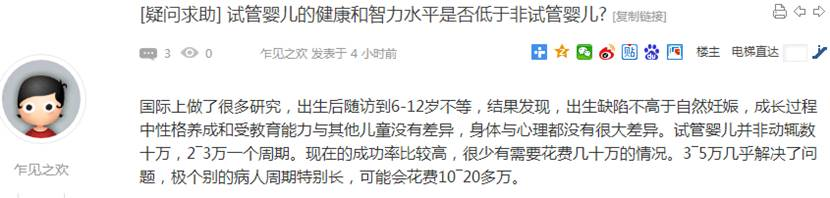 [疑问求助] 试管婴儿的健康和智力水平是否低于非试管婴儿? [复制链接]
3 0 乍见之欢 发表于 4 小时前 贴 楼主 电梯直达
国际上做了很多研究，出生后随访到6-12岁不等，结果发现，出生缺陷不高于自然妊娠，成长过程
中性格养成和受教育能力与其他儿童没有差异，身体与心理都没有很大差异。试管婴儿并非动辄数
十万，2‾3万一个周期。现在的成功率比较高，很少有需要花费几十万的情况。3‾5万几乎解决了问
题，极个别的病人周期特别长，可能会花费10‾20多万。
乍见之欢